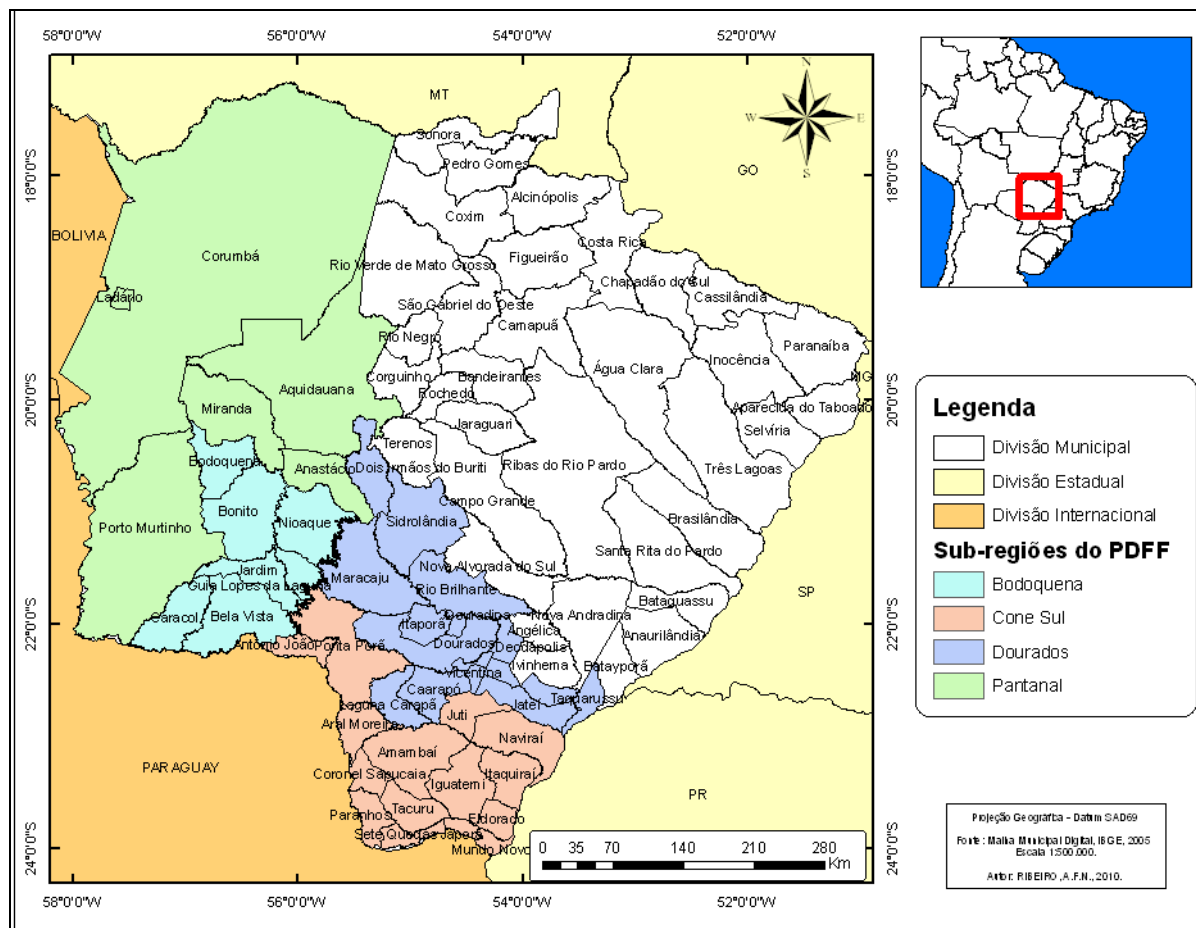 58°0'0"W 56°0'0"W 54°0'0"W 52°0'0"W
18°0'0"S
20°0'0"S
22°0'0"S
24°0'0"S
MT
GO
MG
SP
PR
BOLIVIA
PARAGUAY
N
W E
S
Sonora
Pedro Gomes
Alcinópolis
Coxim
Costa Rica
Corumbá
Rio Verde de Mato Grosso
Figueirão
Chapadão do Sul
Cassilândia
Ladário
São Gábriel do Oeste
Camapuã
Rio Negro
Paranaíba
Inocência
Água Clara
Corguinho
Bandeirantes
Aquidauana
Rochedo
Miranda
Aparecida do Taboado
Jaraguari
Selvíria
Terenos
Bodoquena
Anastácio
Dois Irmãos do Buriti
Ribas do Rio Pardo
Três Lagoas
Campo Grande
Bonito
Nioaque
Sidrolândia
Brasilândia
Porto Murtinho
Santa Rita do Pardo
Jardim
Nova Alvorada do Sul
Maracaju
Guia Lopes da Laguna
Rio Brilhante
Bataguassu
Caracol
Bela Vista
Douradina
Nova Andradina
Itaporã
Angélica
Anaurilândia
Antônio João
Ponta Porã
Dourados
Deodápolis
Ivinhema
Batayporã
Vicentina
Caarapó
Taquarussu
Laguna Carapã
Jateí
Juti
Aral Moreira
Naviraí
Amambaí
Coronel Sapucaia
Itaquiraí
Iguatemi
Tacuru
Paranhos
Eldorado
Sete Quedas
Japorã
Mundo Novo
0 35 70 140 210 280
Km
58°0'0"W 56°0'0"W 54°0'0"W 52°0'0"W
18°0'0"S
20°0'0"S
22°0'0"S
24°0'0"S
Legenda
Divisão Municipal
Divisão Estadual
Divisão Internacional
Sub-regiões do PDFF
Bodoquena
Cone Sul
Dourados
Pantanal
Projeção Geográfica - Datum SAD69
Fonte: Malha Municipal Digital, IBGE, 2005
Escala 1:500.000.
Autor: RIBEIRO, A.F.N., 2010.